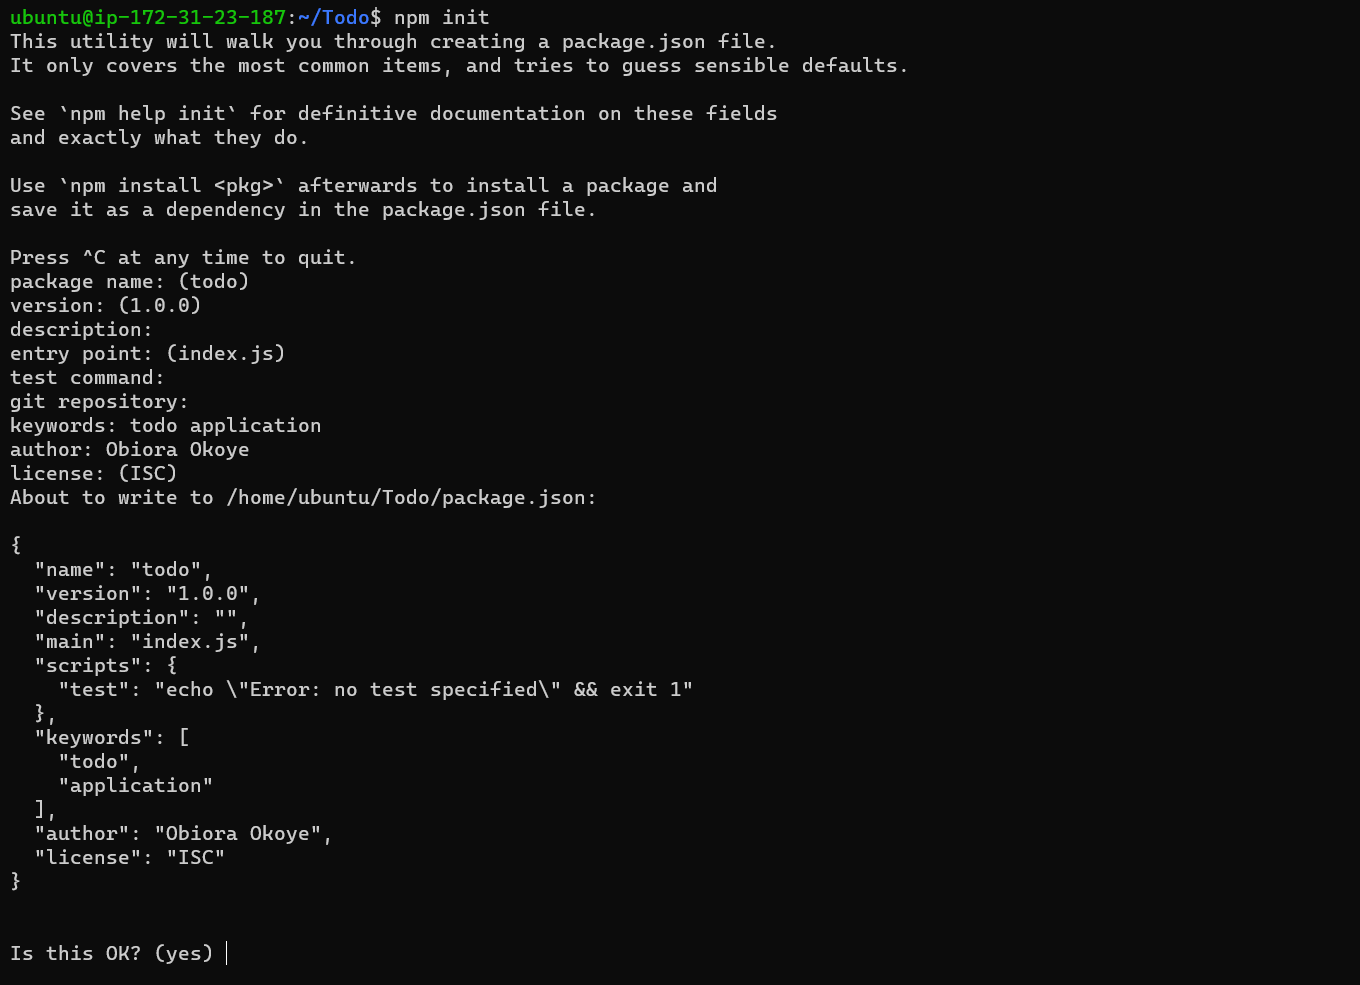 ubuntu@ip-172-31-23-187:~/Todo$ npm init
This utility will walk you through creating a package.json file.
It only covers the most common items, and tries to guess sensible defaults.

See `npm help init` for definitive documentation on these fields
and exactly what they do.

Use `npm install <pkg>` afterwards to install a package and
save it as a dependency in the package.json file.

Press ^C at any time to quit.
package name: (todo)
version: (1.0.0)
description:
entry point: (index.js)
test command:
git repository:
keywords: todo application
author: Obiora Okoye
license: (ISC)
About to write to /home/ubuntu/Todo/package.json:

{
  "name": "todo",
  "version": "1.0.0",
  "description": "",
  "main": "index.js",
  "scripts": {
    "test": "echo \"Error: no test specified\" && exit 1"
  },
  "keywords": [
    "todo",
    "application"
  ],
  "author": "Obiora Okoye",
  "license": "ISC"
}


Is this OK? (yes)